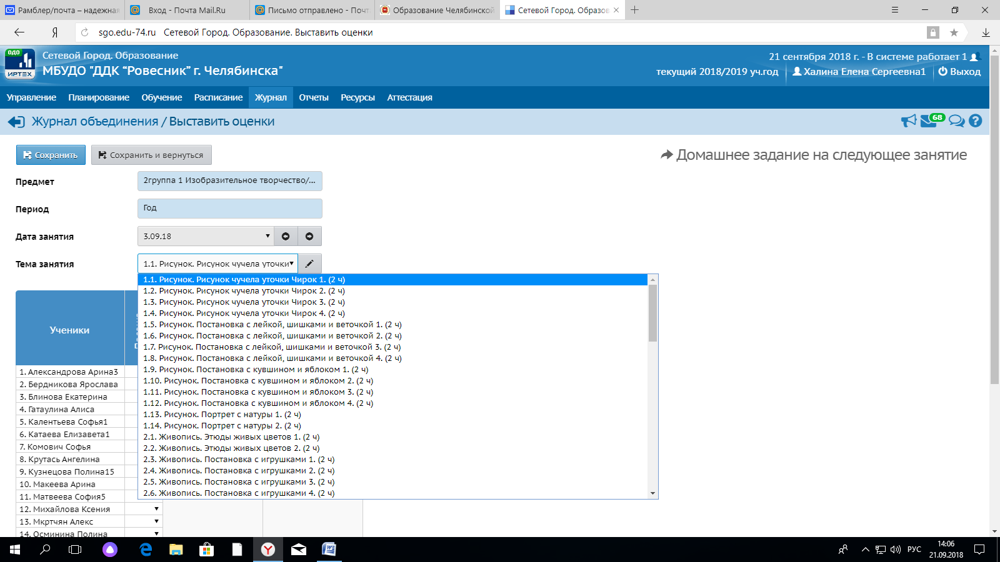 Рамблер/почта – надежная
Вход - Почта Mail.Ru
Письмо отправлено - Почт
Образование Челябинской
Сетевой Город. Образов
Я
sgo.edu-74.ru Сетевой Город. Образование. Выставить оценки
ОДО
ИРТЕХ
Сетевой Город. Образование
МБУДО "ДДК “Ровесник" г. Челябинска"
21 сентября 2018 г. - В системе работает 1
текущий 2018/2019 уч.год
Халина Елена Сергеевна1
Выход
Управление Планирование Обучение Расписание Журнал Отчеты Ресурсы Аттестация
Журнал объединения / Выставить оценки
68
Сохранить
Сохранить и вернуться
Домашнее задание на следующее занятие
Предмет
2группа 1 Изобразительное творчество/...
Период
Год
Дата занятия
3.09.18
Тема занятия
1.1. Рисунок. Рисунок чучела уточки
1.1. Рисунок. Рисунок чучела уточки Чирок 1. (2 ч)
1.2. Рисунок. Рисунок чучела уточки Чирок 2. (2 ч)
1.3. Рисунок. Рисунок чучела уточки Чирок 3. (2 ч)
1.4. Рисунок. Рисунок чучела уточки Чирок 4. (2 ч)
1.5. Рисунок. Постановка с лейкой, шишками и веточкой 1. (2 ч)
1.6. Рисунок. Постановка с лейкой, шишками и веточкой 2. (2 ч)
1.7. Рисунок. Постановка с лейкой, шишками и веточкой 3. (2 ч)
1.8. Рисунок. Постановка с лейкой, шишками и веточкой 4. (2 ч)
1.9. Рисунок. Постановка с кувшином и яблоком 1. (2 ч)
1.10. Рисунок. Постановка с кувшином и яблоком 2. (2 ч)
1.11. Рисунок. Постановка с кувшином и яблоком 3. (2 ч)
1.12. Рисунок. Постановка с кувшином и яблоком 4. (2 ч)
1.13. Рисунок. Портрет с натуры 1. (2 ч)
1.14. Рисунок. Портрет с натуры 2. (2 ч)
2.1. Живопись. Этюды живых цветов 1. (2 ч)
2.2. Живопись. Этюды живых цветов 2. (2 ч)
2.3. Живопись. Постановка с игрушками 1. (2 ч)
2.4. Живопись. Постановка с игрушками 2. (2 ч)
2.5. Живопись. Постановка с игрушками 3. (2 ч)
2.6. Живопись. Постановка с игрушками 4. (2 ч)
Ученики
1. Александрова Арина3
2. Бердникова Ярослава
3. Блинова Екатерина
4. Гатаулина Алиса
5. Калентьева Софья1
6. Катаева Елизавета1
7. Комович Софья
8. Крутась Ангелина
9. Кузнецова Полина15
10. Макеева Арина
11. Матвеева София5
12. Михайлова Ксения
13. Мкртчян Алекс
14. Осминина Полина
РУС
14:06
21.09.2018